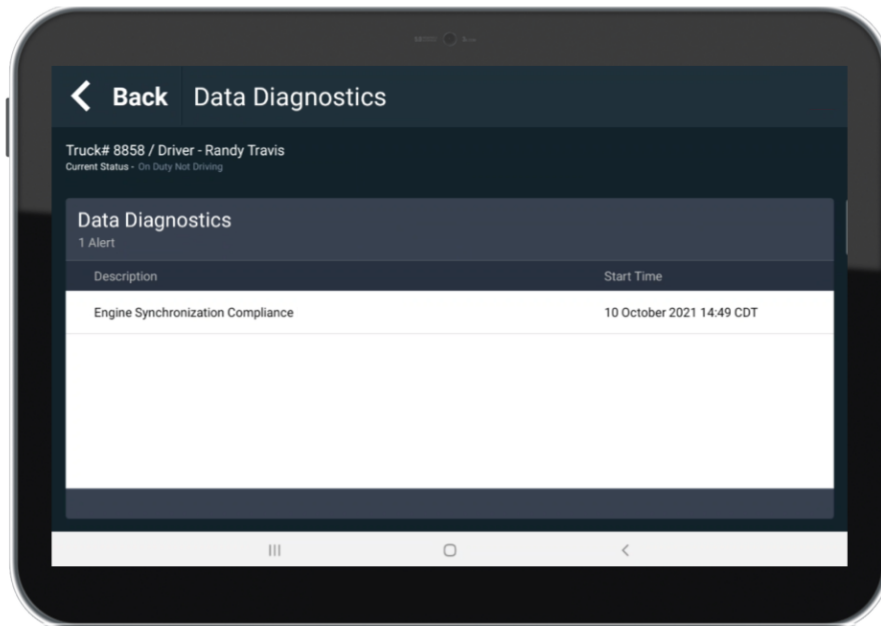 Back Data Diagnostics
Truck# 8858 / Driver - Randy Travis
Current Status - On Duty Not Driving
Data Diagnostics
1 Alert
Description Start Time
Engine Synchronization Compliance 10 October 2021 14:49 CDT